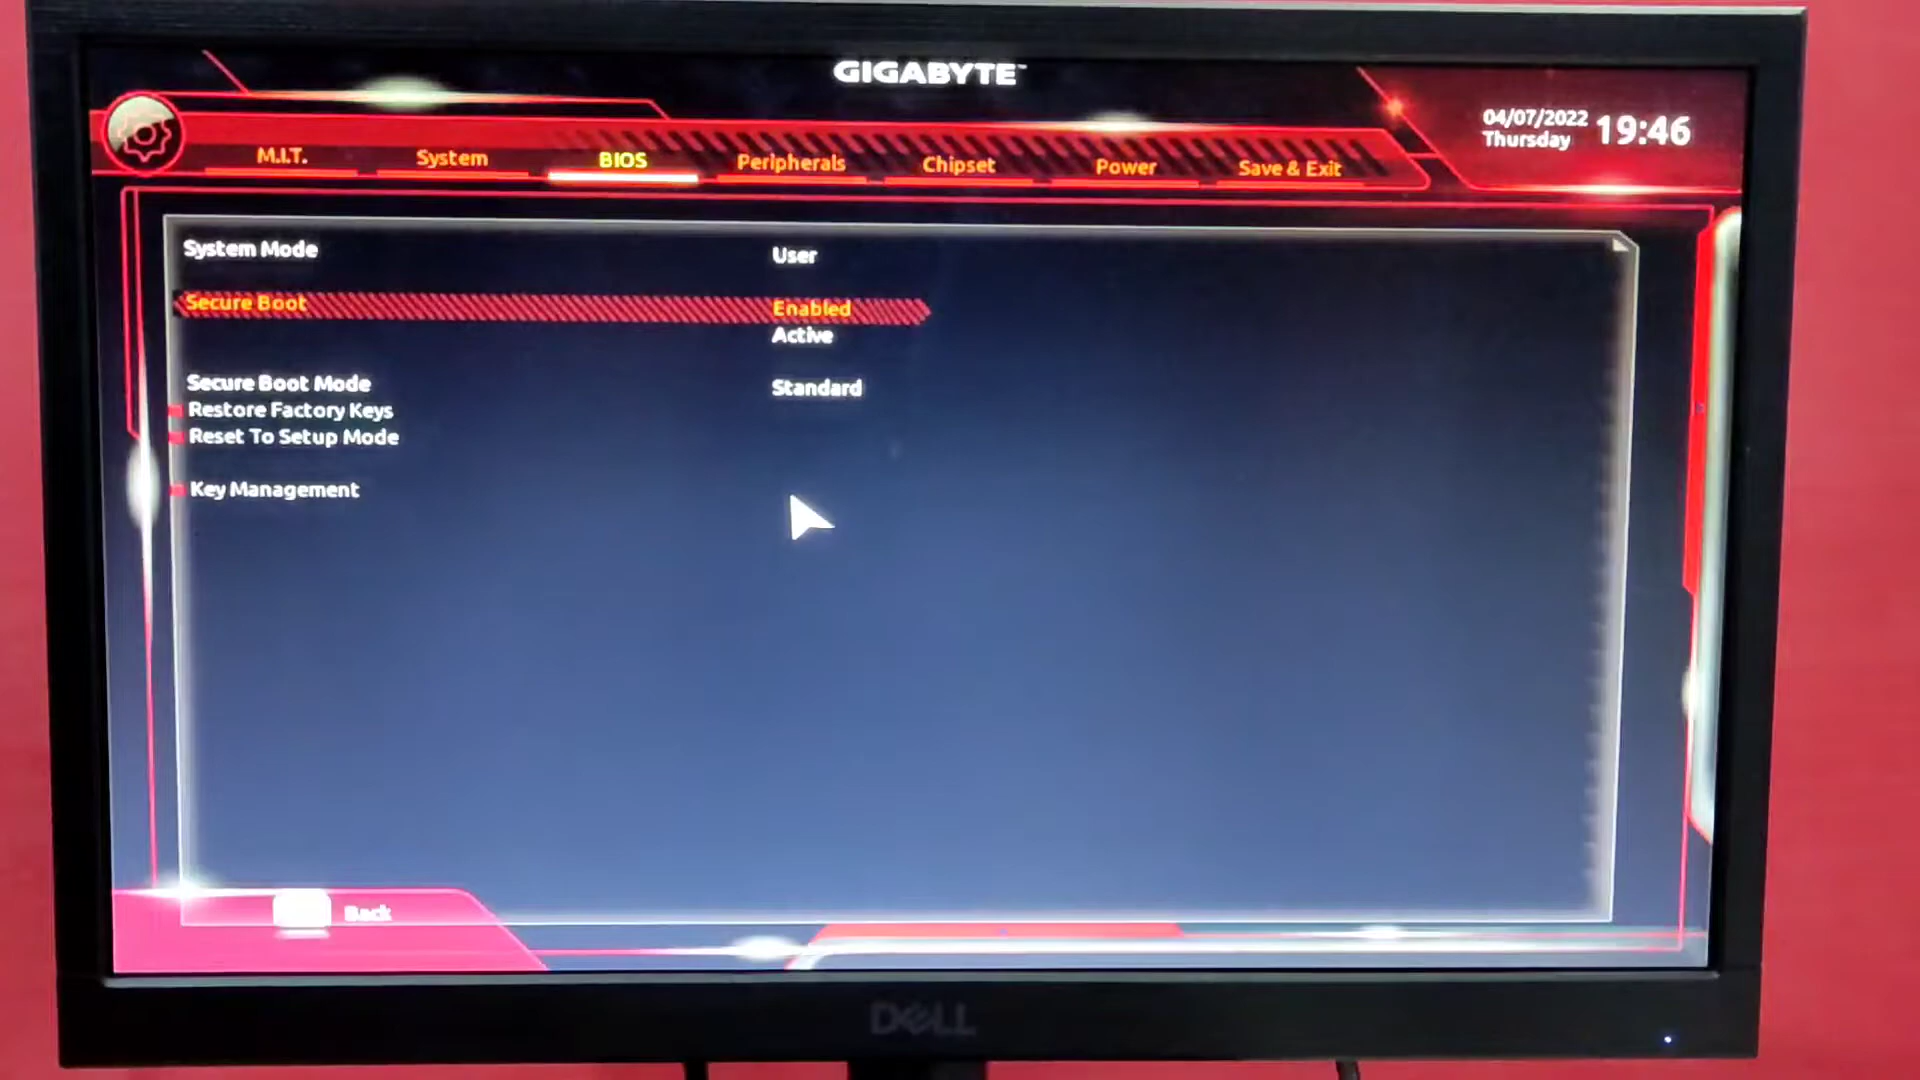 GIGABYTE™
04/07/2022
Thursday
19:46
M.I.T. System BIOS Peripherals Chipset Power Save & Exit
System Mode User
Secure Boot Enabled
Active
Secure Boot Mode Standard
Restore Factory Keys
Reset To Setup Mode
Key Management
Back
DELL